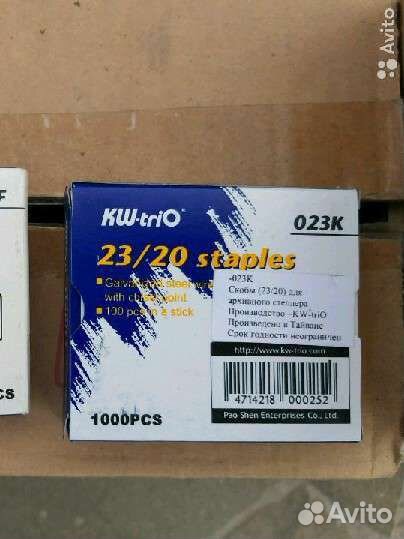 Avito
F
KW-triO
023K
23/20 staples
Galvanized steel wire
with chisel point
100 pcs in a stick
-023K
Скобы (23/20) для
архивного степлера
Производство -KW-triO
Произведена в Тайване
Срок годности неограничен
http://www.kw-trio.com
4714218 000252
Pao Shen Enterprises Co., Ltd.
1000PCS
CS
Avito